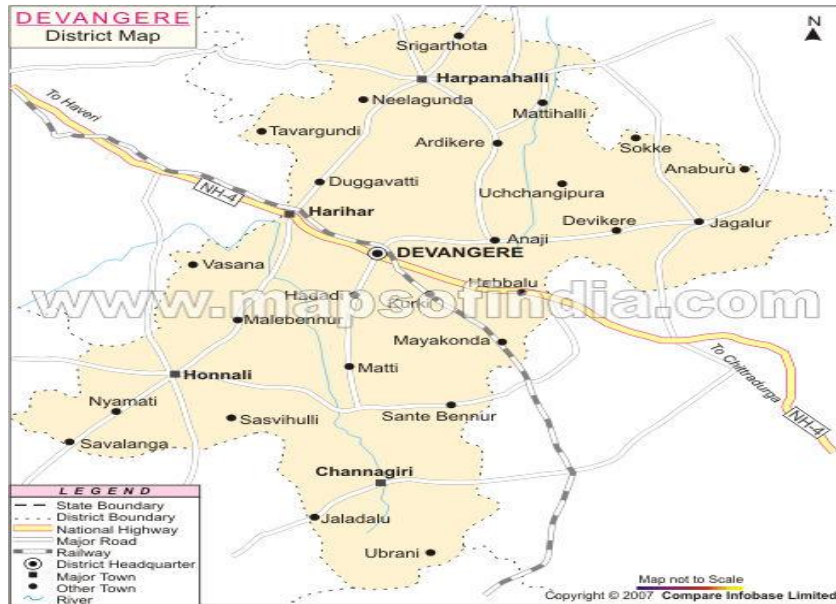 DEVANGERE
District Map
N
Srigarthota
Harpanahalli
To Haveri
Neelagunda
Mattihalli
Tavargundi
Ardikere
Sokke
Anaburu
NH-4
Duggavatti
Uchchangipura
Harihar
Devikere
Jagalur
Anaji
DEVANGERE
Vasana
Hebbalu
www.mapsofindia.com
Hadadi
Kurki
Malebennur
Mayakonda
To Chittradurga
Matti
Honnali
Nyamati
Sasvihulli
Sante Bennur
NH-4
Savalanga
Channagiri
LEGEND
State Boundary
District Boundary
National Highway
Major Road
Railway
District Headquarter
Major Town
Other Town
River
Jaladalu
Ubrani
Map not to Scale
Copyright © 2007 Compare Infobase Limited